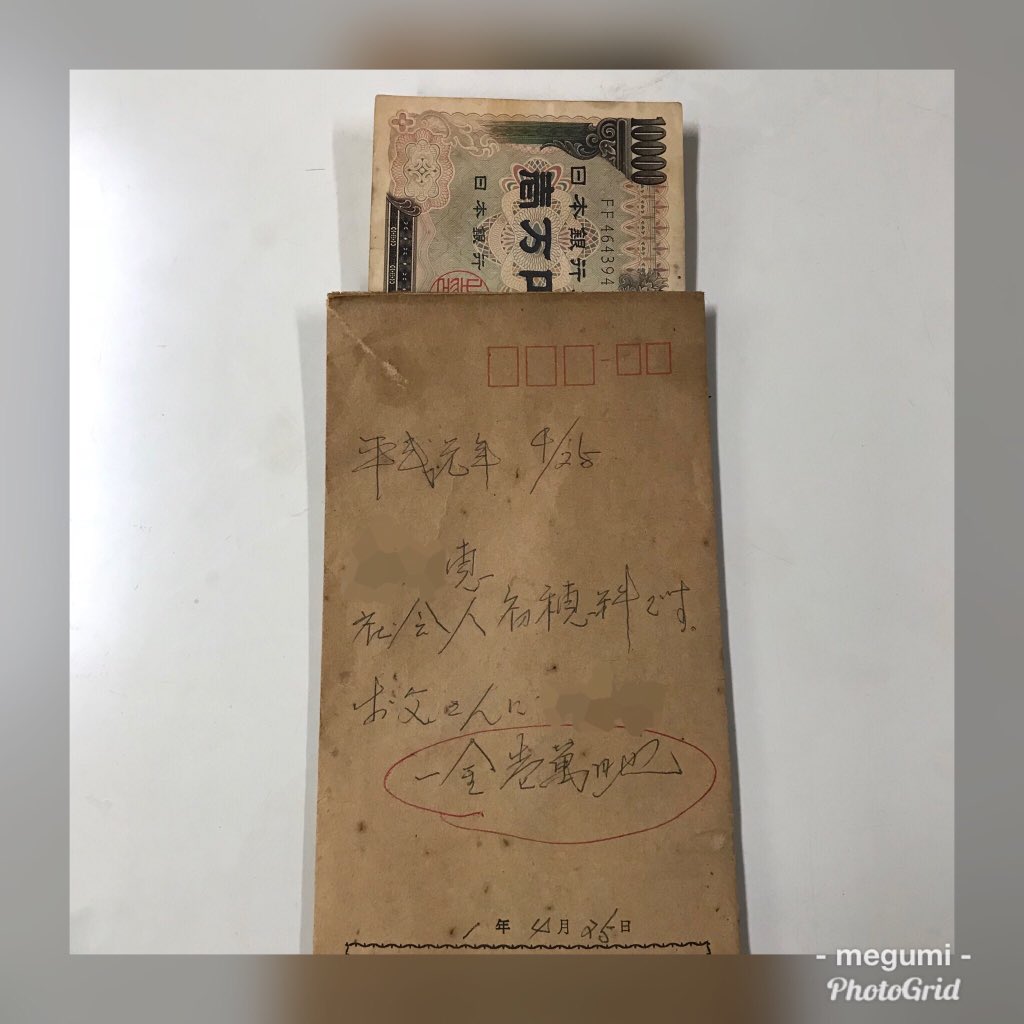 10000
日本銀行
FF464394
壱万円
日本銀行
平成元年 4/25
恵
社会人初穂料です。
お父さんに
一金壱萬円也
1年4月25日
- megumi -
PhotoGrid